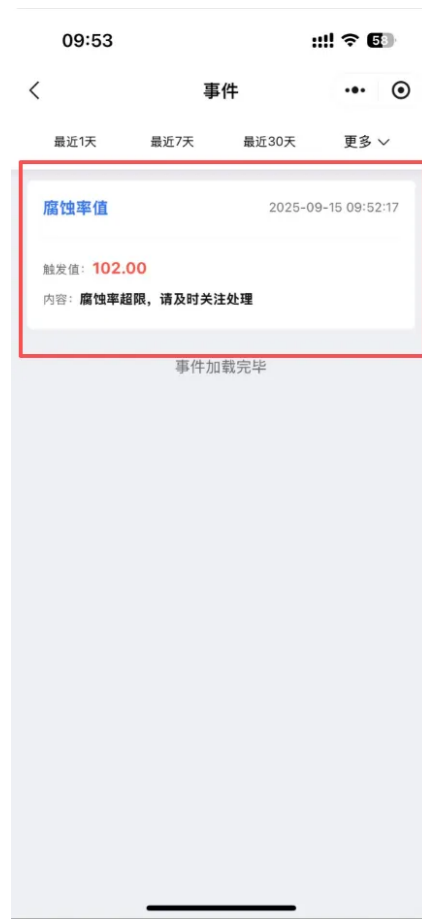 09:53
58
事件
最近1天 最近7天 最近30天 更多
腐蚀率值 2025-09-15 09:52:17
触发值: 102.00
内容: 腐蚀率超限，请及时关注处理
事件加载完毕